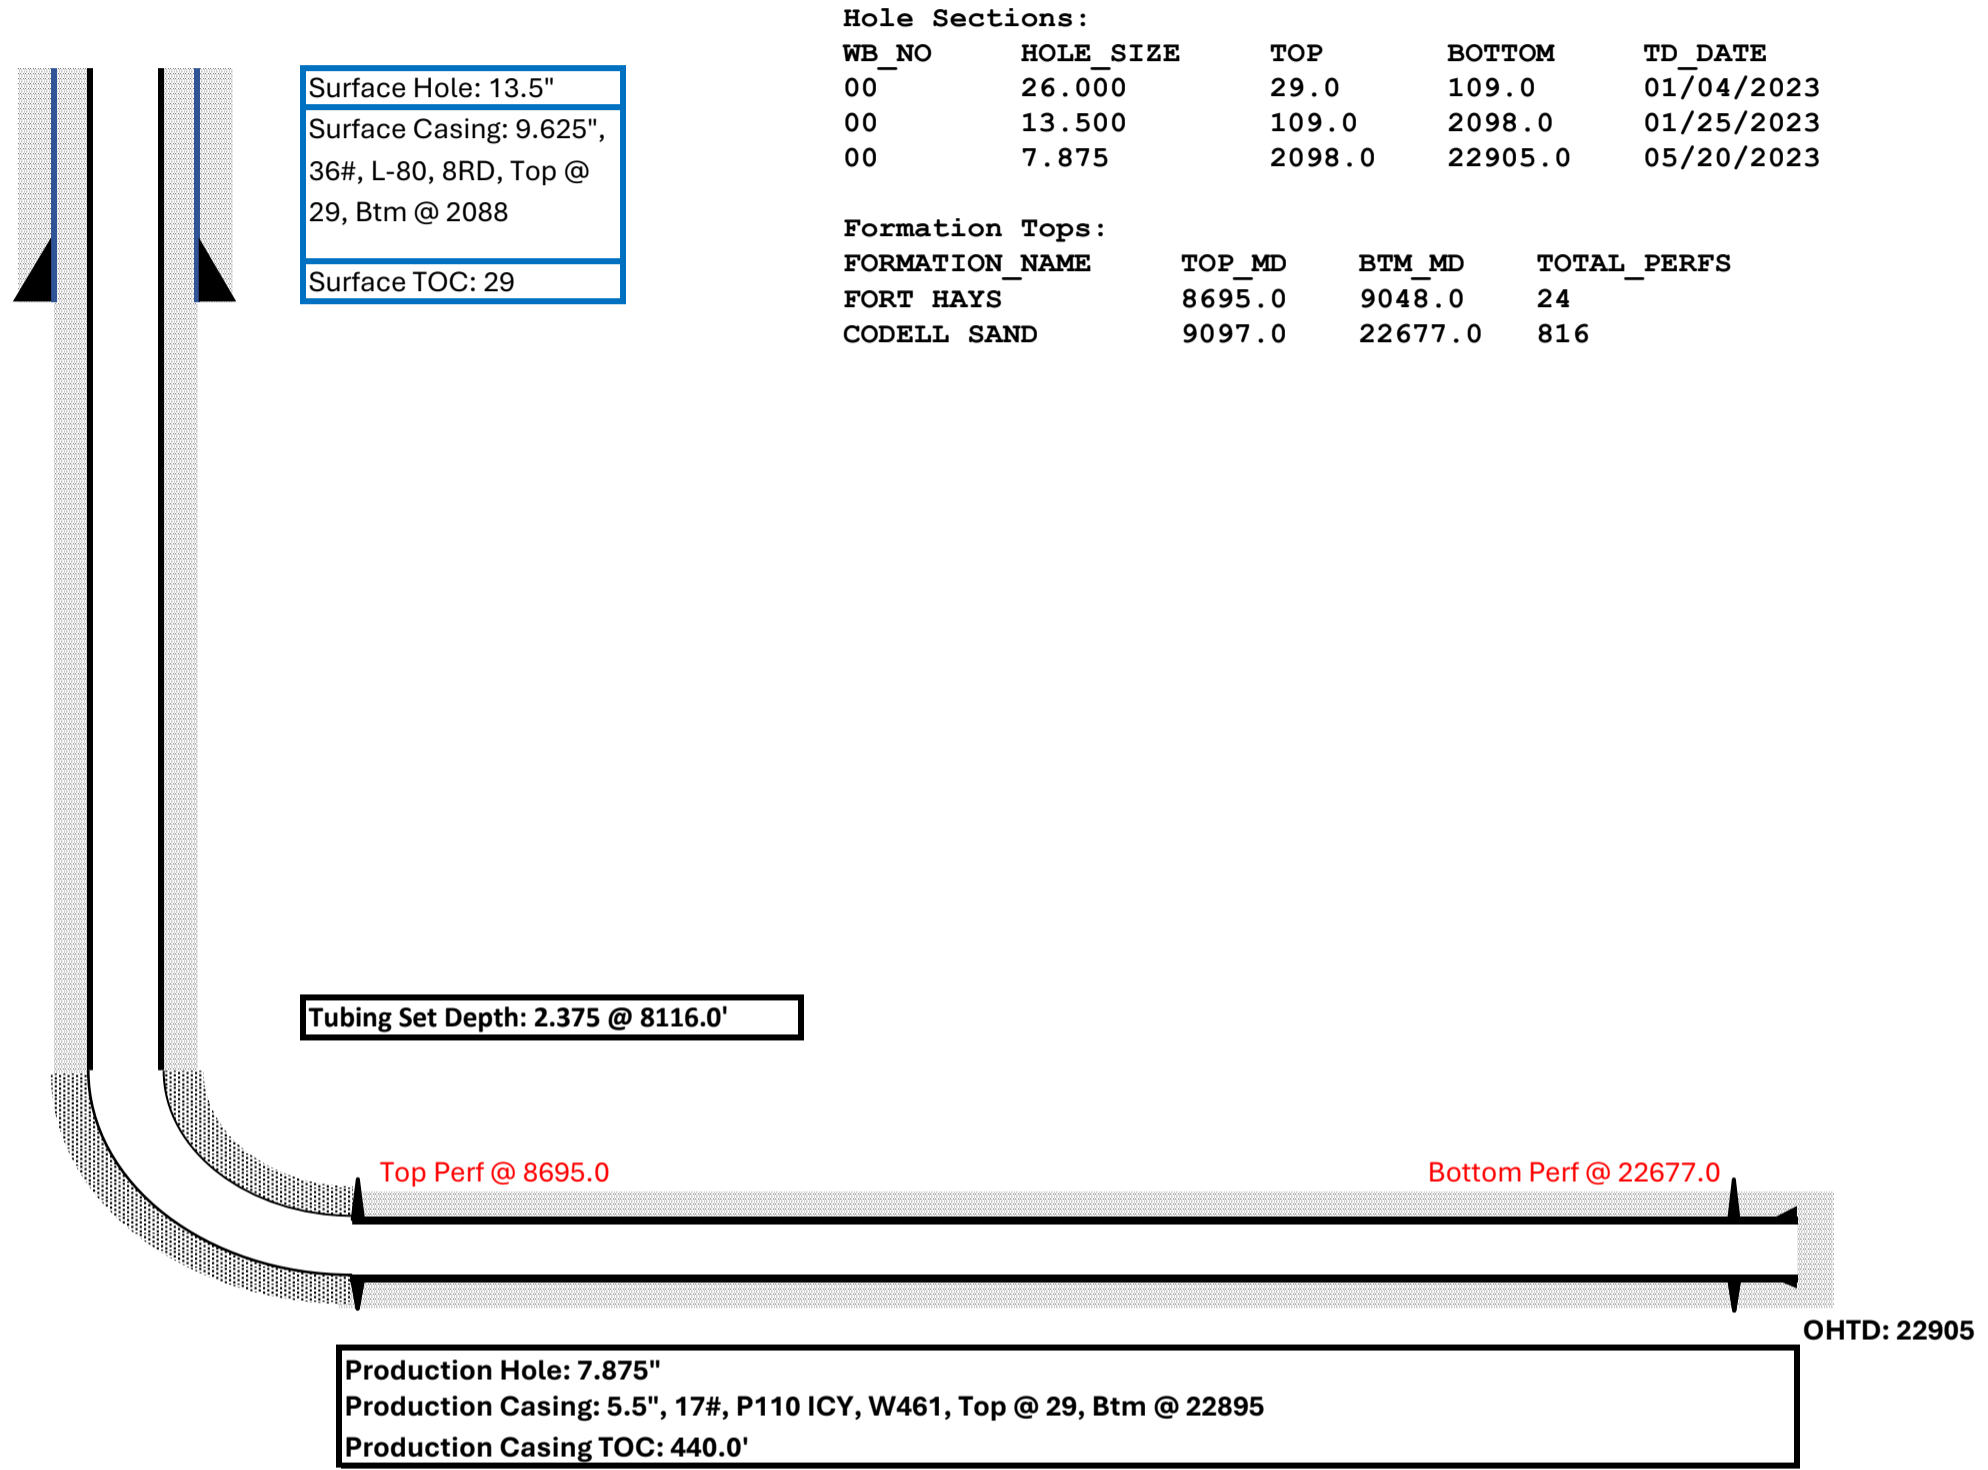 Surface Hole: 13.5"
Surface Casing: 9.625",
36#, L-80, 8RD, Top @
29, Btm @ 2088
Surface TOC: 29
Hole Sections:
WB_NO HOLE_SIZE TOP BOTTOM TD_DATE
00 26.000 29.0 109.0 01/04/2023
00 13.500 109.0 2098.0 01/25/2023
00 7.875 2098.0 22905.0 05/20/2023
Formation Tops:
FORMATION_NAME TOP_MD BTM_MD TOTAL_PERFS
FORT HAYS 8695.0 9048.0 24
CODELL SAND 9097.0 22677.0 816
Tubing Set Depth: 2.375 @ 8116.0'
Top Perf @ 8695.0
Bottom Perf @ 22677.0
OHTD: 22905
Production Hole: 7.875"
Production Casing: 5.5", 17#, P110 ICY, W461, Top @ 29, Btm @ 22895
Production Casing TOC: 440.0'